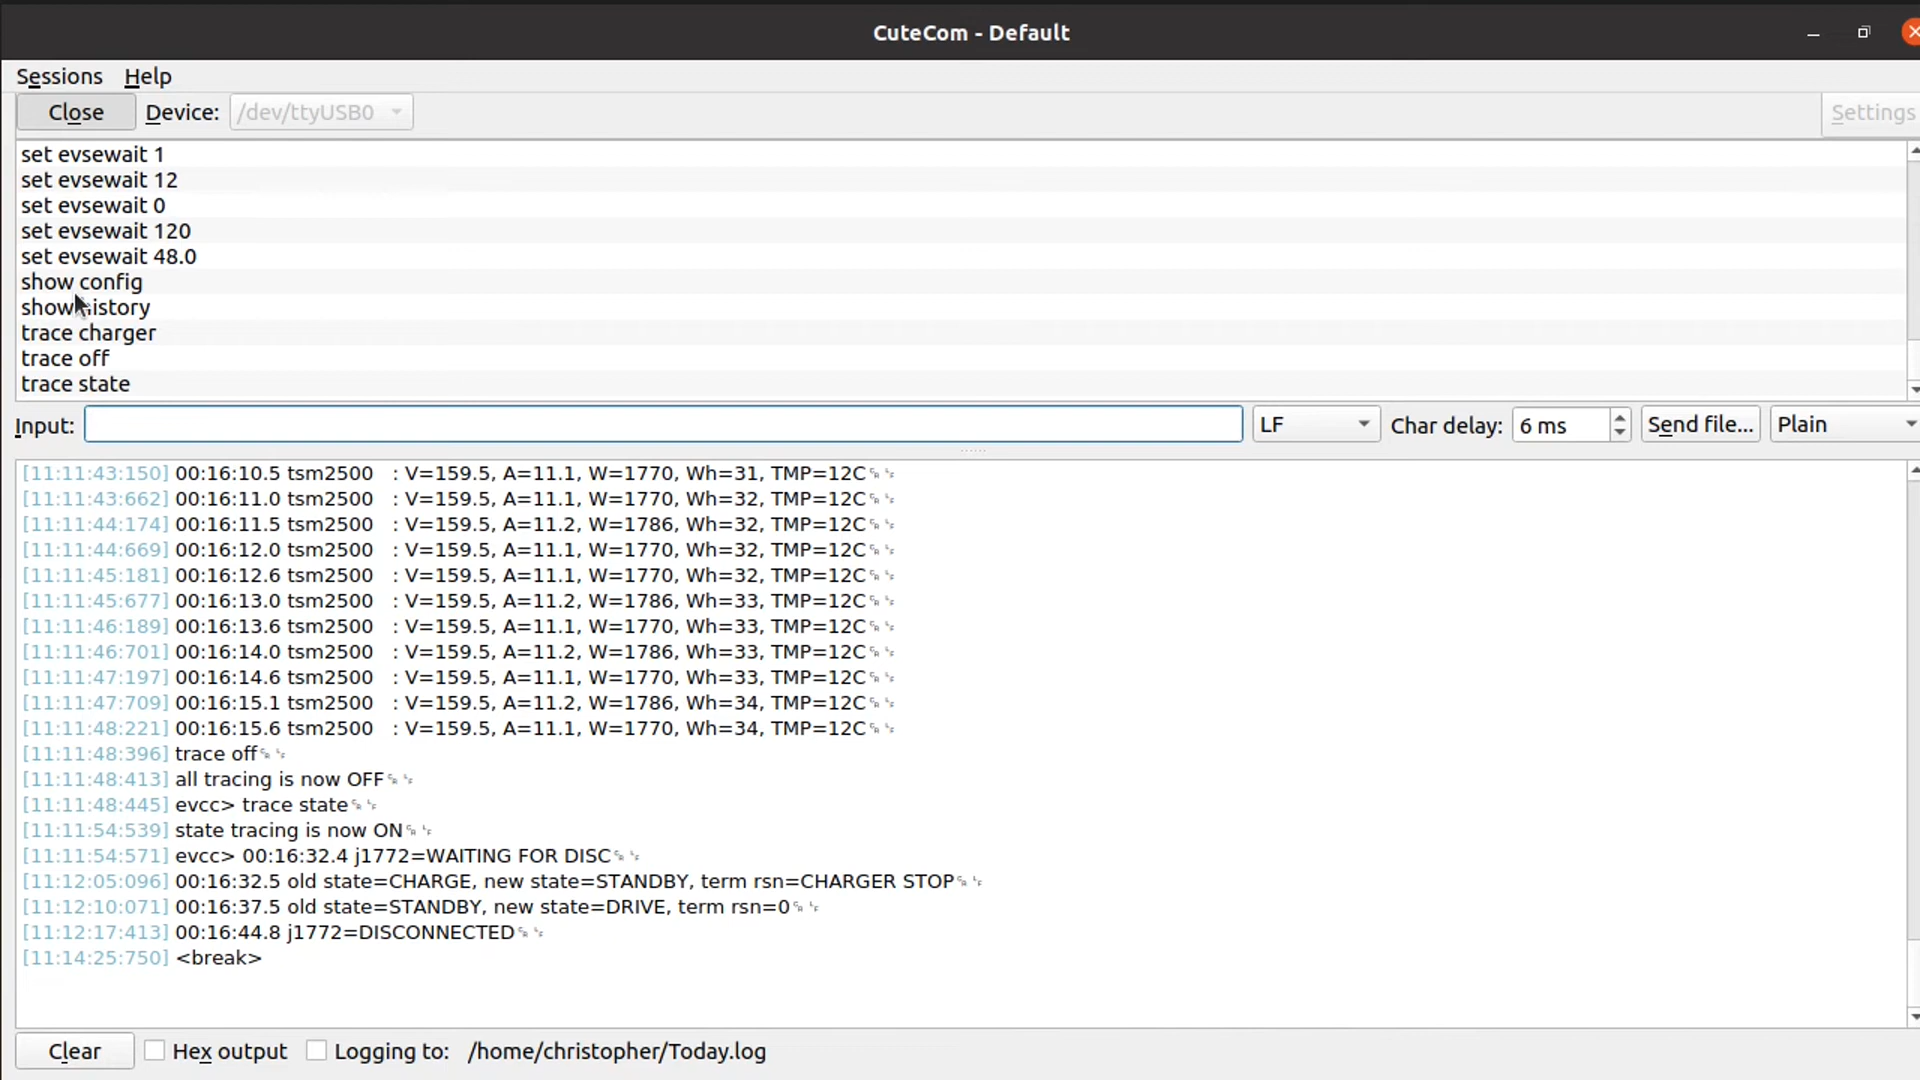 CuteCom - Default
Sessions Help
Close Device: /dev/ttyUSB0 Settings
set evsewait 1
set evsewait 12
set evsewait 0
set evsewait 120
set evsewait 48.0
show config
show istory
trace charger
trace off
trace state
Input: LF Char delay: 6 ms Send file... Plain
[11:11:43:150] 00:16:10.5 tsm2500 : V=159.5, A=11.1, W=1770, Wh=31, TMP=12C␍␊
[11:11:43:662] 00:16:11.0 tsm2500 : V=159.5, A=11.1, W=1770, Wh=32, TMP=12C␍␊
[11:11:44:174] 00:16:11.5 tsm2500 : V=159.5, A=11.2, W=1786, Wh=32, TMP=12C␍␊
[11:11:44:669] 00:16:12.0 tsm2500 : V=159.5, A=11.1, W=1770, Wh=32, TMP=12C␍␊
[11:11:45:181] 00:16:12.6 tsm2500 : V=159.5, A=11.1, W=1770, Wh=32, TMP=12C␍␊
[11:11:45:677] 00:16:13.0 tsm2500 : V=159.5, A=11.2, W=1786, Wh=33, TMP=12C␍␊
[11:11:46:189] 00:16:13.6 tsm2500 : V=159.5, A=11.1, W=1770, Wh=33, TMP=12C␍␊
[11:11:46:701] 00:16:14.0 tsm2500 : V=159.5, A=11.2, W=1786, Wh=33, TMP=12C␍␊
[11:11:47:197] 00:16:14.6 tsm2500 : V=159.5, A=11.1, W=1770, Wh=33, TMP=12C␍␊
[11:11:47:709] 00:16:15.1 tsm2500 : V=159.5, A=11.2, W=1786, Wh=34, TMP=12C␍␊
[11:11:48:221] 00:16:15.6 tsm2500 : V=159.5, A=11.1, W=1770, Wh=34, TMP=12C␍␊
[11:11:48:396] trace off␍␊
[11:11:48:413] all tracing is now OFF␍␊
[11:11:48:445] evcc> trace state␍␊
[11:11:54:539] state tracing is now ON␍␊
[11:11:54:571] evcc> 00:16:32.4 j1772=WAITING FOR DISC␍␊
[11:12:05:096] 00:16:32.5 old state=CHARGE, new state=STANDBY, term rsn=CHARGER STOP␍␊
[11:12:10:071] 00:16:37.5 old state=STANDBY, new state=DRIVE, term rsn=0␍␊
[11:12:17:413] 00:16:44.8 j1772=DISCONNECTED␍␊
[11:14:25:750] <break>
Clear Hex output Logging to: /home/christopher/Today.log